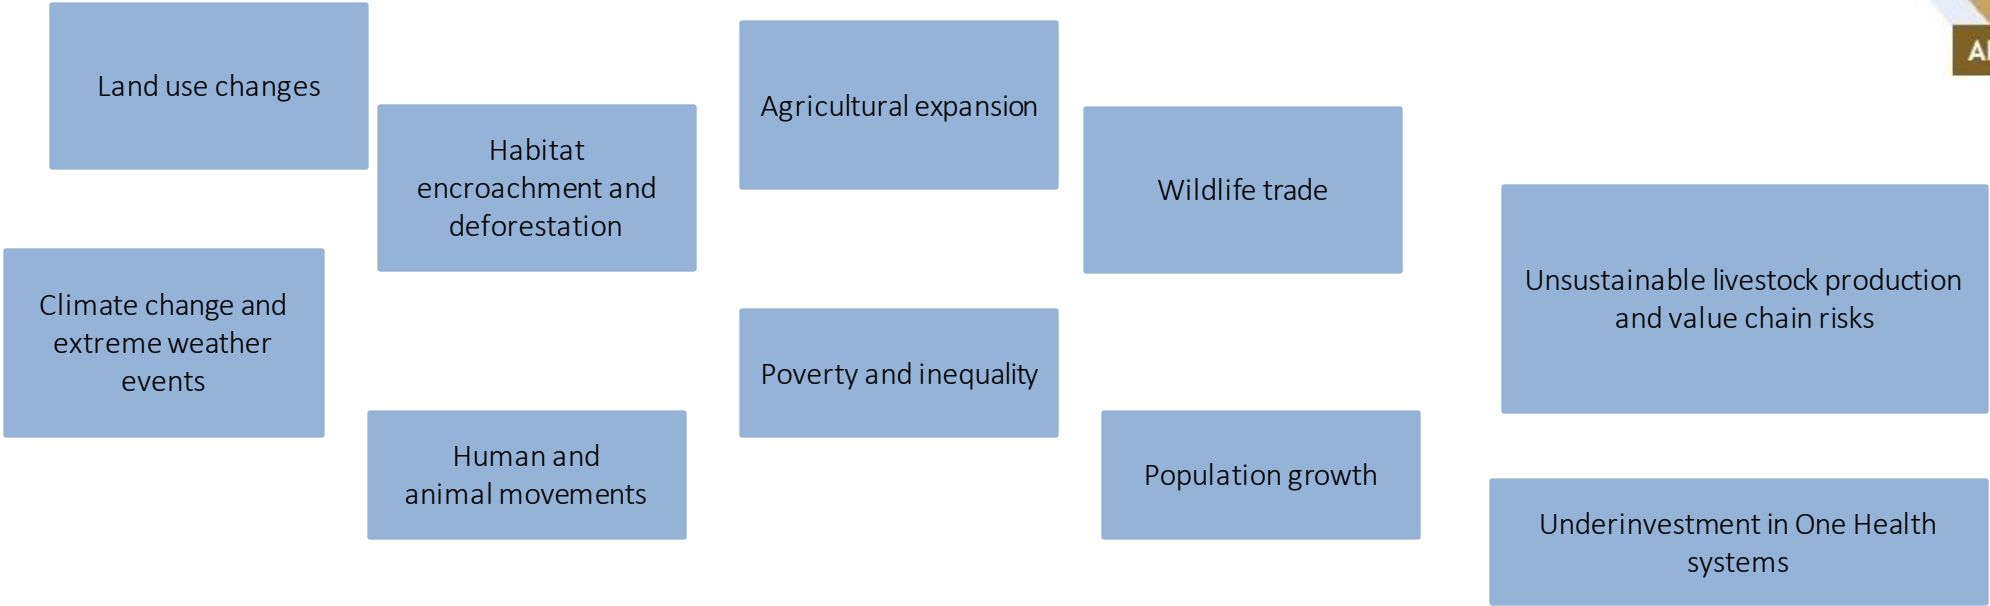 Land use changes
Habitat
encroachment and
deforestation
Agricultural expansion
Wildlife trade
Unsustainable livestock production
and value chain risks
Climate change and
extreme weather
events
Human and
animal movements
Poverty and inequality
Population growth
Underinvestment in One Health
systems